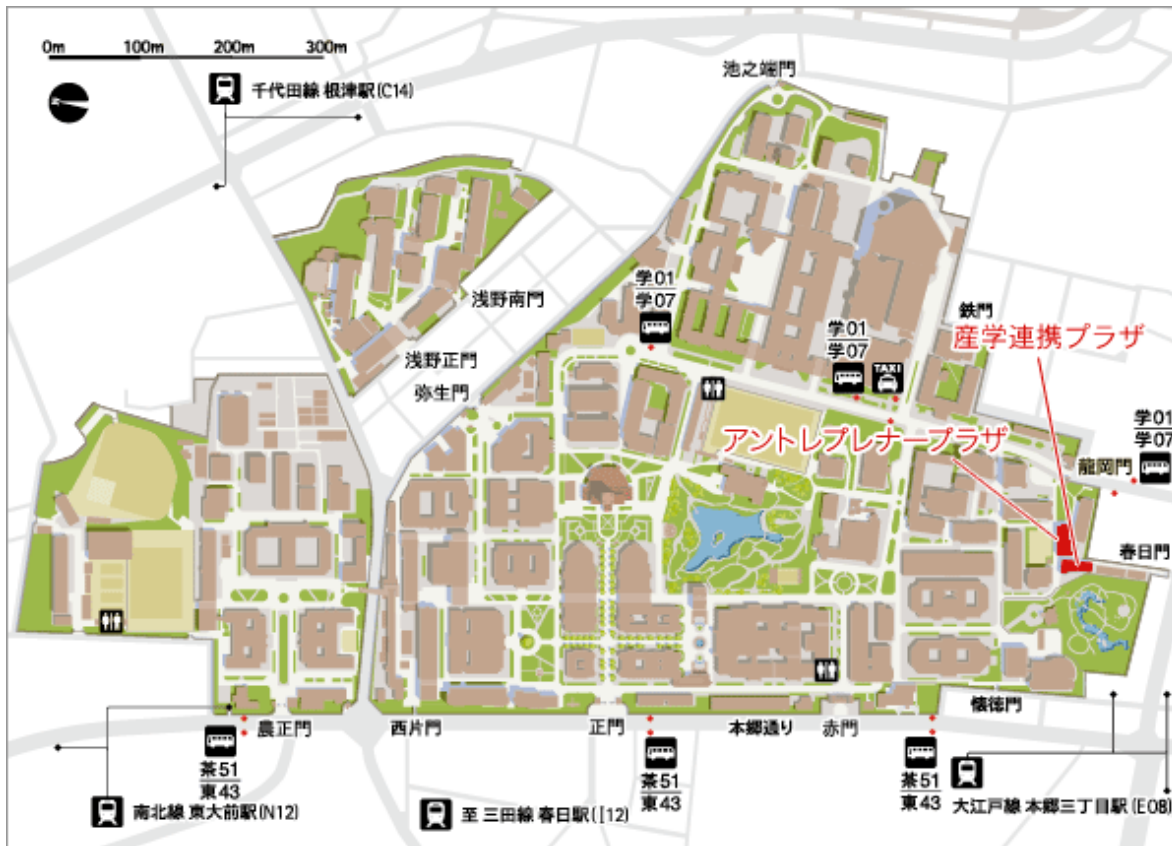 0m 100m 200m 300m
千代田線 根津駅(C14)
池之端門
浅野南門
学01
学07
鉄門
産学連携プラザ
学01
学07
TAXI
浅野正門
弥生門
アントレプレナープラザ
学01
学07
龍岡門
春日門
懐徳門
農正門
西片門
正門
本郷通り
赤門
茶51
東43
茶51
東43
茶51
東43
南北線 東大前駅(N12)
至 三田線 春日駅(I12)
大江戸線 本郷三丁目駅(E08)